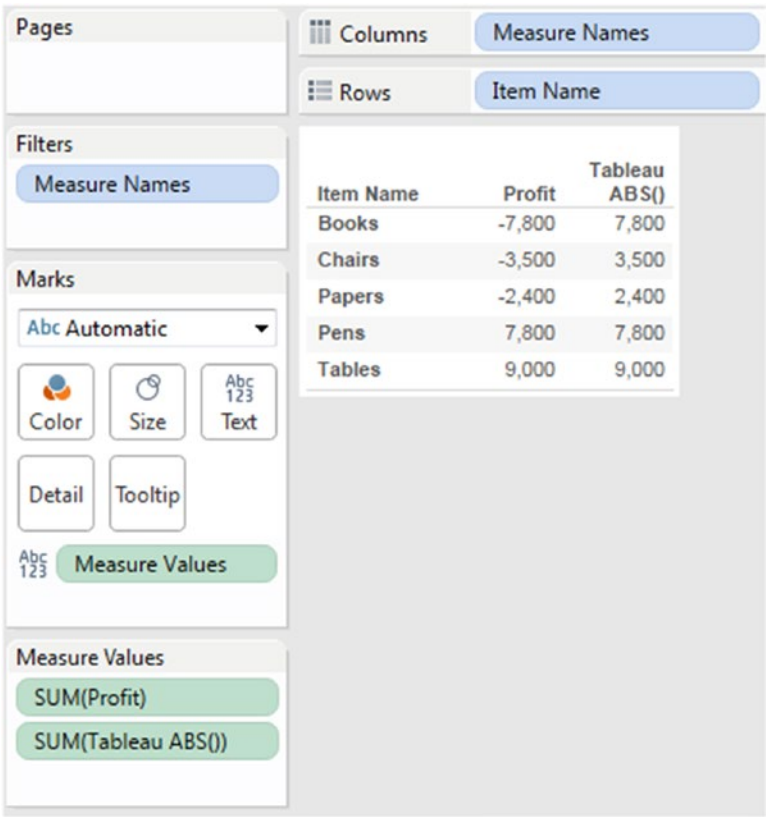 Pages
Columns Measure Names
Rows Item Name
Filters
Measure Names
Marks
Abc Automatic
Color
Size
Abc
123
Text
Detail
Tooltip
Abc
123
Measure Values
Measure Values
SUM(Profit)
SUM(Tableau ABS())
Tableau
Item Name Profit ABS()
Books -7,800 7,800
Chairs -3,500 3,500
Papers -2,400 2,400
Pens 7,800 7,800
Tables 9,000 9,000